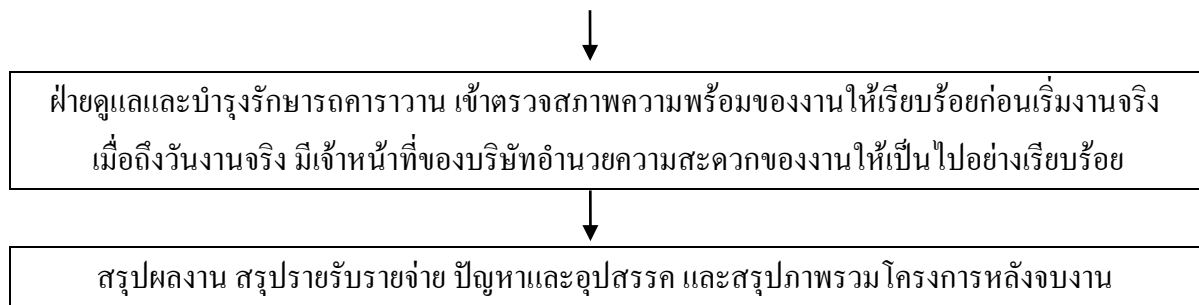 ฝ่ายดูแลและบำรุงรักษารถคาราวาน เข้าตรวจสภาพความพร้อมของงานให้เรียบร้อยก่อนเริ่มงานจริง
เมื่อถึงวันงานจริง มีเจ้าหน้าที่ของบริษัทอำนวยความสะดวกของงานให้เป็นไปอย่างเรียบร้อย
สรุปผลงาน สรุปรายรับรายจ่าย ปัญหาและอุปสรรค และสรุปภาพรวมโครงการหลังจบงาน